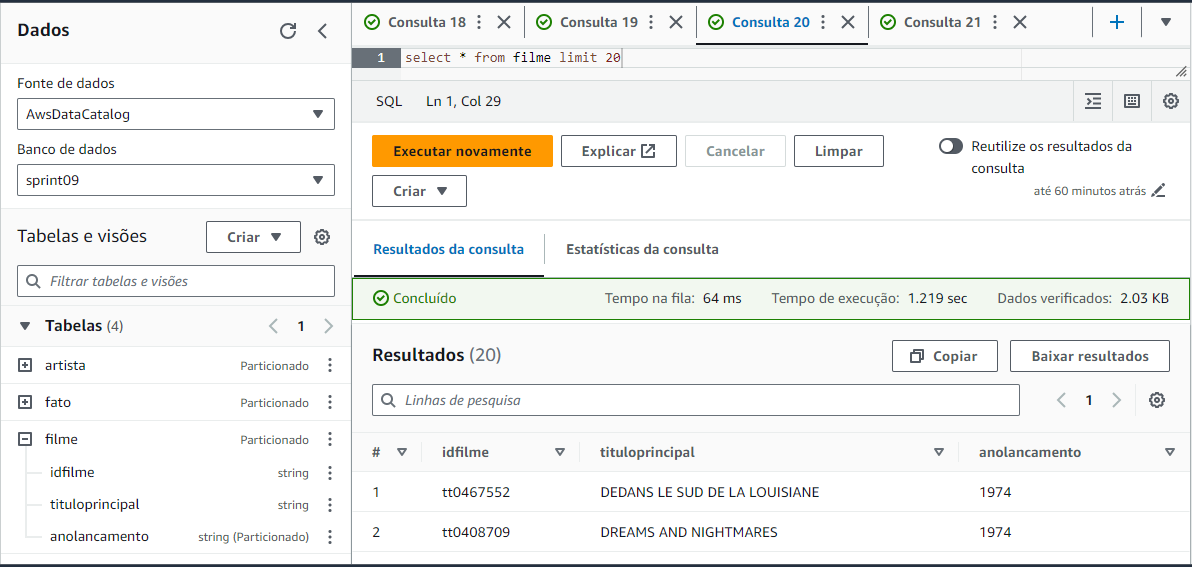 Dados
Fonte de dados
AwsDataCatalog
Banco de dados
sprint09
Tabelas e visões
Criar
Filtrar tabelas e visões
Tabelas (4)
1
artista Particionado
fato Particionado
filme Particionado
idfilme string
tituloprincipal string
anolancamento string (Particionado)
Consulta 18 Consulta 19 Consulta 20 Consulta 21
1 select * from filme limit 20
SQL Ln 1, Col 29
Executar novamente Explicar Cancelar Limpar
Criar
Reutilize os resultados da
consulta
até 60 minutos atrás
Resultados da consulta Estatísticas da consulta
Concluído Tempo na fila: 64 ms Tempo de execução: 1.219 sec Dados verificados: 2.03 KB
Resultados (20) Copiar Baixar resultados
Linhas de pesquisa 1
# idfilme tituloprincipal anolancamento
1 tt0467552 DEDANS LE SUD DE LA LOUISIANE 1974
2 tt0408709 DREAMS AND NIGHTMARES 1974